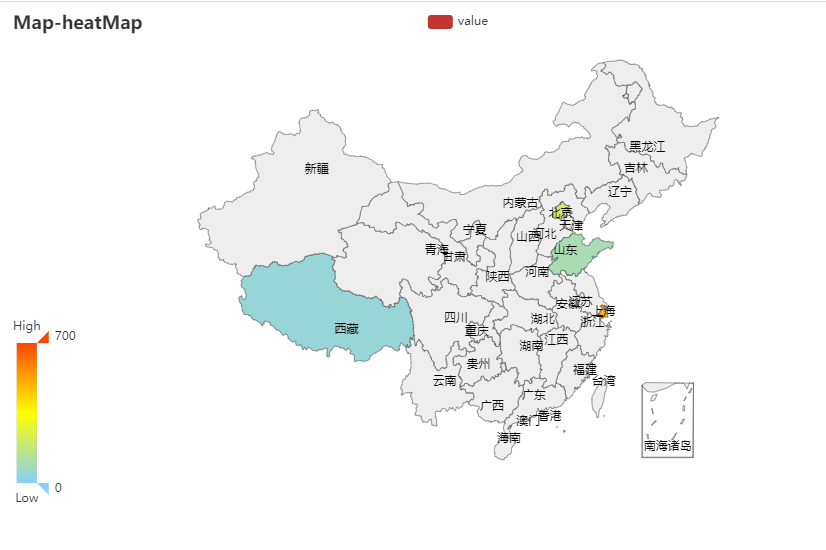 Map-heatMap
value
黑龙江
新疆
吉林
辽宁
内蒙古
北京
天津
宁夏
山西
河北
青海
甘肃
山东
陕西
河南
安徽
江苏
上海
High
700
西藏
四川
重庆
湖北
浙江
湖南
江西
贵州
云南
福建
台湾
广西
广东
澳门
香港
海南
南海诸岛
0
Low